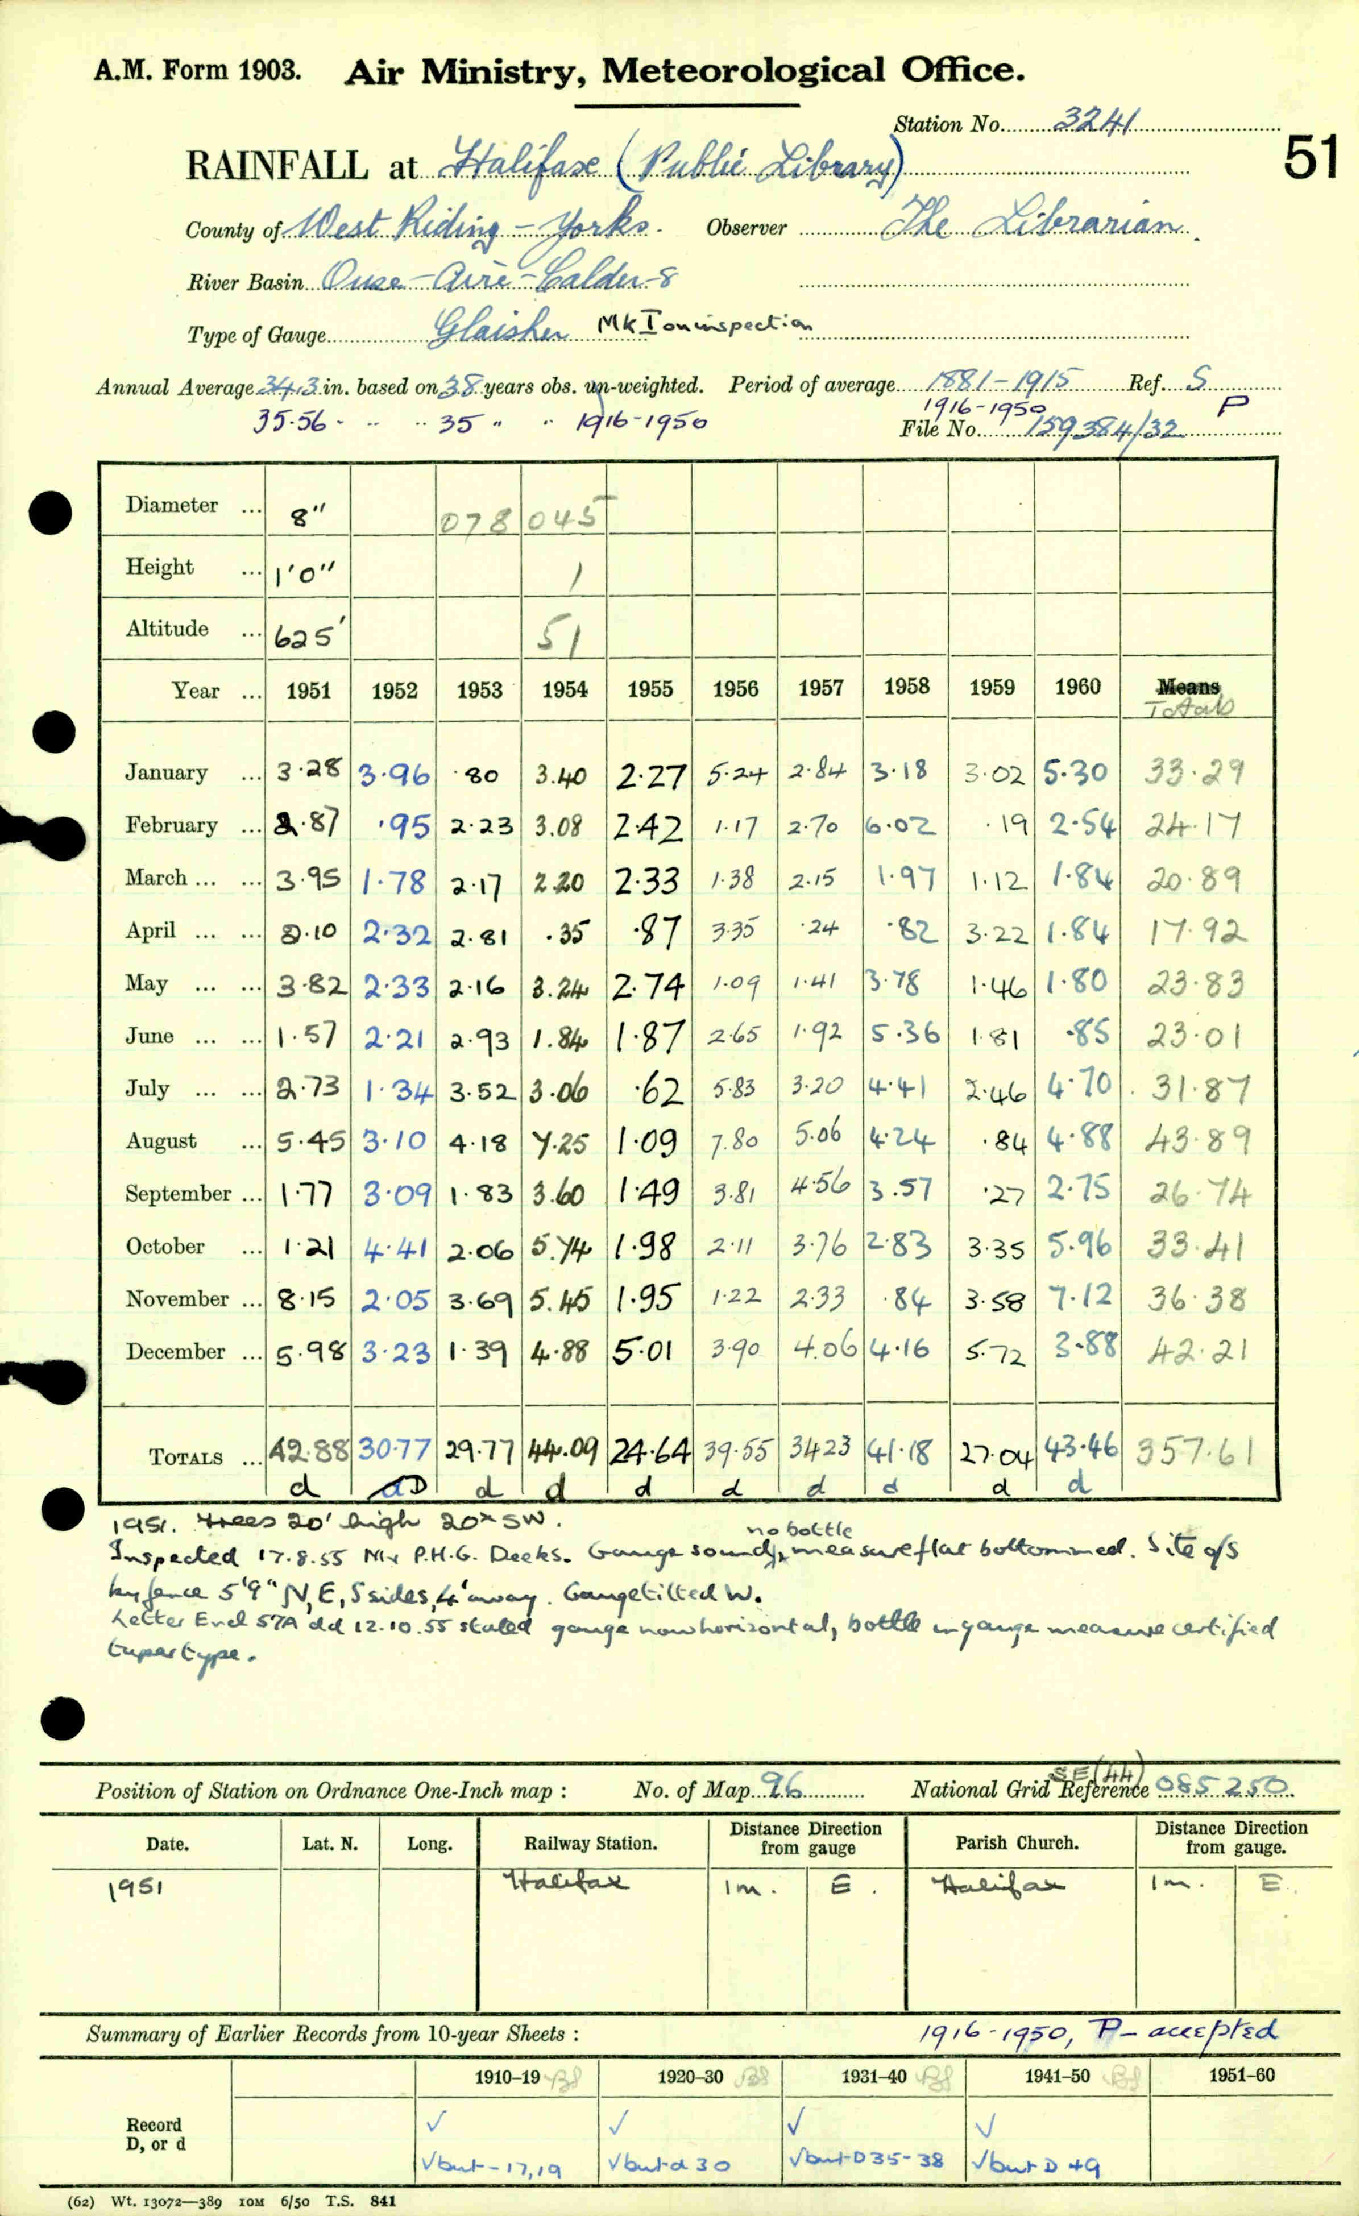 A.M. Form 1903. Air Ministry, Meteorological Office.
Station No. 3241
51
RAINFALL at Halifax (Public Library)
County of West Riding - Yorks. Observer The Librarian.
River Basin Ouse - Aire - Calder - 8
Type of Gauge Glaisher Mk I on inspection
Annual Average 34.3 in. based on 38 years obs. un-weighted. Period of average 1881-1915 Ref. S
35.56 " " 35 " " 1916-1950 1916-1950 P
File No. 159384/32
Diameter ... 8" 078 045
Height ... 1'0" 1
Altitude ... 625' 51
Year ... 1951 1952 1953 1954 1955 1956 1957 1958 1959 1960 Means
Totals
January ... 3.28 3.96 .80 3.40 2.27 5.24 2.84 3.18 3.02 5.30 33.29
February ... 2.87 .95 2.23 3.08 2.42 1.17 2.70 6.02 .19 2.54 24.17
March ... ... 3.95 1.78 2.17 2.20 2.33 1.38 2.15 1.97 1.12 1.84 20.89
April ... ... 2.10 2.32 2.81 .35 .87 3.35 .24 .82 3.22 1.84 17.92
May ... ... 3.82 2.33 2.16 3.24 2.74 1.09 1.41 3.78 1.46 1.80 23.83
June ... ... 1.57 2.21 2.93 1.84 1.87 2.65 1.92 5.36 1.81 .85 23.01
July ... ... 2.73 1.34 3.52 3.06 .62 5.83 3.20 4.41 2.46 4.70 31.87
August ... 5.45 3.10 4.18 7.25 1.09 7.80 5.06 4.24 .84 4.88 43.89
September ... 1.77 3.09 1.83 3.60 1.49 3.81 4.56 3.57 .27 2.75 26.74
October ... 1.21 4.41 2.06 5.74 1.98 2.11 3.76 2.83 3.35 5.96 33.41
November ... 8.15 2.05 3.69 5.45 1.95 1.22 2.33 .84 3.58 7.12 36.38
December ... 5.98 3.23 1.39 4.88 5.01 3.90 4.06 4.16 5.72 3.88 42.21
TOTALS ... 42.88 30.77 29.77 44.09 24.64 39.55 34.23 41.18 27.04 43.46 357.61
d d D d d d d d d d d
1951. Trees 20' high 20x SW.
no bottle
Inspected 17.8.55 Mr P.H.G. Deeks. Gauge sound, measure flat bottommed. Site o/s
by fence 5'9" N, E, S sides, 4' away. Gauge tilted W.
Letter Encl 57A dd 12.10.55 stated gauge now horizontal, bottle in gauge measure certified
taper type.
Position of Station on Ordnance One-Inch map : No. of Map 96 National Grid Reference SE (44) 085 250
Date. Lat. N. Long. Railway Station. Distance from Direction gauge Parish Church. Distance from Direction gauge.
1951 Halifax 1m. E. Halifax 1m. E.
Summary of Earlier Records from 10-year Sheets : 1916-1950, P - accepted
1910-19 1920-30 1931-40 1941-50 1951-60
Record
D, or d
√ √ √ √
√ but - 17, 19 √ but d 30 √ but D 35-38 √ but D 49
(62) Wt. 13072—389 10M 6/50 T.S. 841